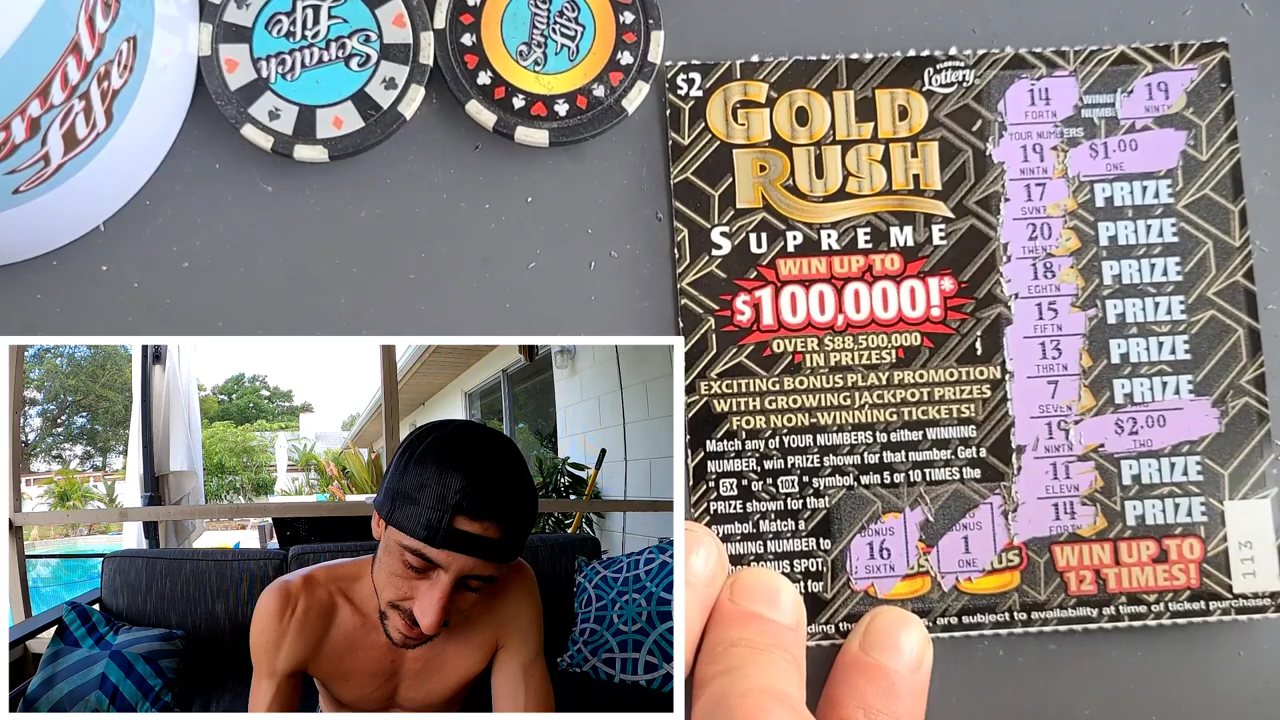 Scratch
Life
Scratch
Life
Scratch
Life
$2
GOLD
RUSH
SUPREME
WIN UP TO
$100,000!*
OVER $88,500,000
IN PRIZES!
EXCITING BONUS PLAY PROMOTION
WITH GROWING JACKPOT PRIZES
FOR NON-WINNING TICKETS!
Match any of YOUR NUMBERS to either WINNING
NUMBER, win PRIZE shown for that number. Get a
"5X" or "10X" symbol, win 5 or 10 TIMES the
PRIZE shown for that
symbol. Match a
NUMBER to
BONUS SPOT,
FLORIDA
Lottery
14
FORTN
19
NINTN
YOUR NUMBERS
19
NINTN
$1.00
ONE
17
SVNT
PRIZE
20
TWENT
PRIZE
18
EGHTN
PRIZE
15
FIFTN
PRIZE
13
THRTN
PRIZE
7
SEVEN
PRIZE
NINTN
$2.00
TWO
11
ELEVN
PRIZE
14
FORTN
PRIZE
BONUS
16
SIXTN
BONUS
1
ONE
WIN UP TO
12 TIMES!
113
are subject to availability at time of ticket purchase.